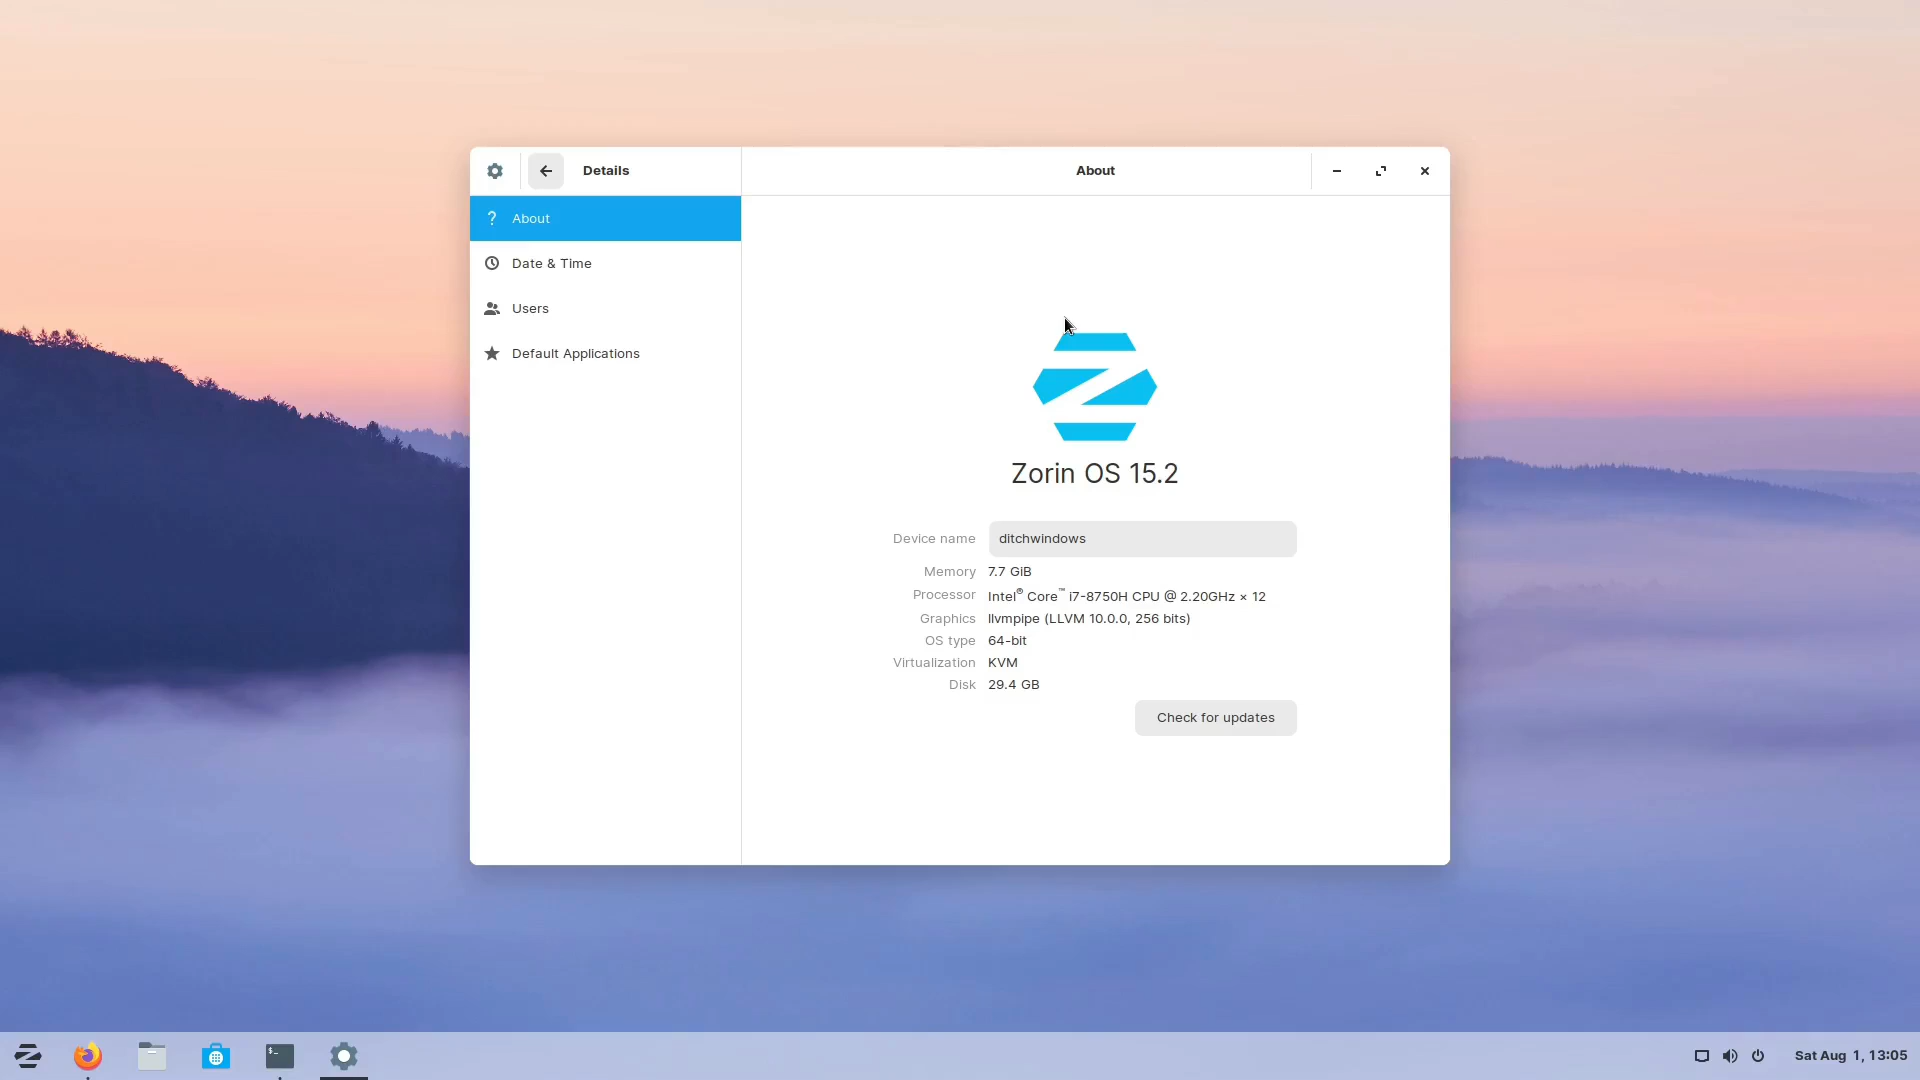 Details
About
About
Date & Time
Users
Default Applications
Zorin OS 15.2
Device name ditchwindows
Memory 7.7 GiB
Processor Intel® Core™ i7-8750H CPU @ 2.20GHz × 12
Graphics llvmpipe (LLVM 10.0.0, 256 bits)
OS type 64-bit
Virtualization KVM
Disk 29.4 GB
Check for updates
Sat Aug 1, 13:05